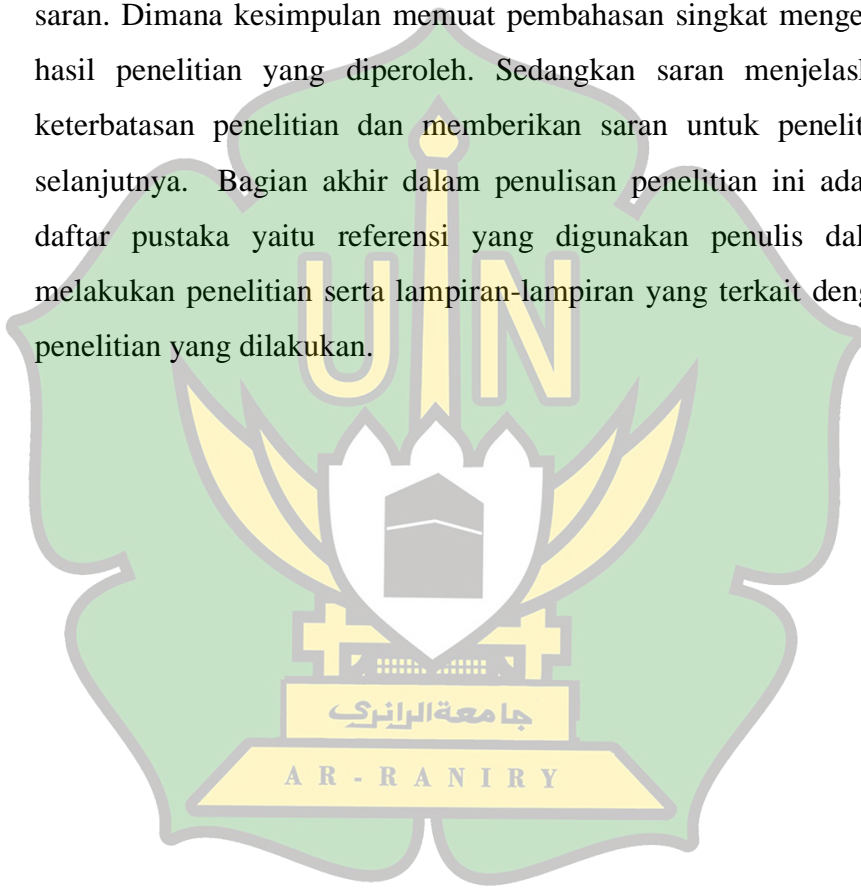 saran. Dimana kesimpulan memuat pembahasan singkat menge
hasil penelitian yang diperoleh. Sedangkan saran menjelas
keterbatasan penelitian dan memberikan saran untuk penelit
selanjutnya. Bagian akhir dalam penulisan penelitian ini ada
daftar pustaka yaitu referensi yang digunakan penulis dal
melakukan penelitian serta lampiran-lampiran yang terkait deng
penelitian yang dilakukan.
UIN
جامعة الرانري
AR-RANIRY